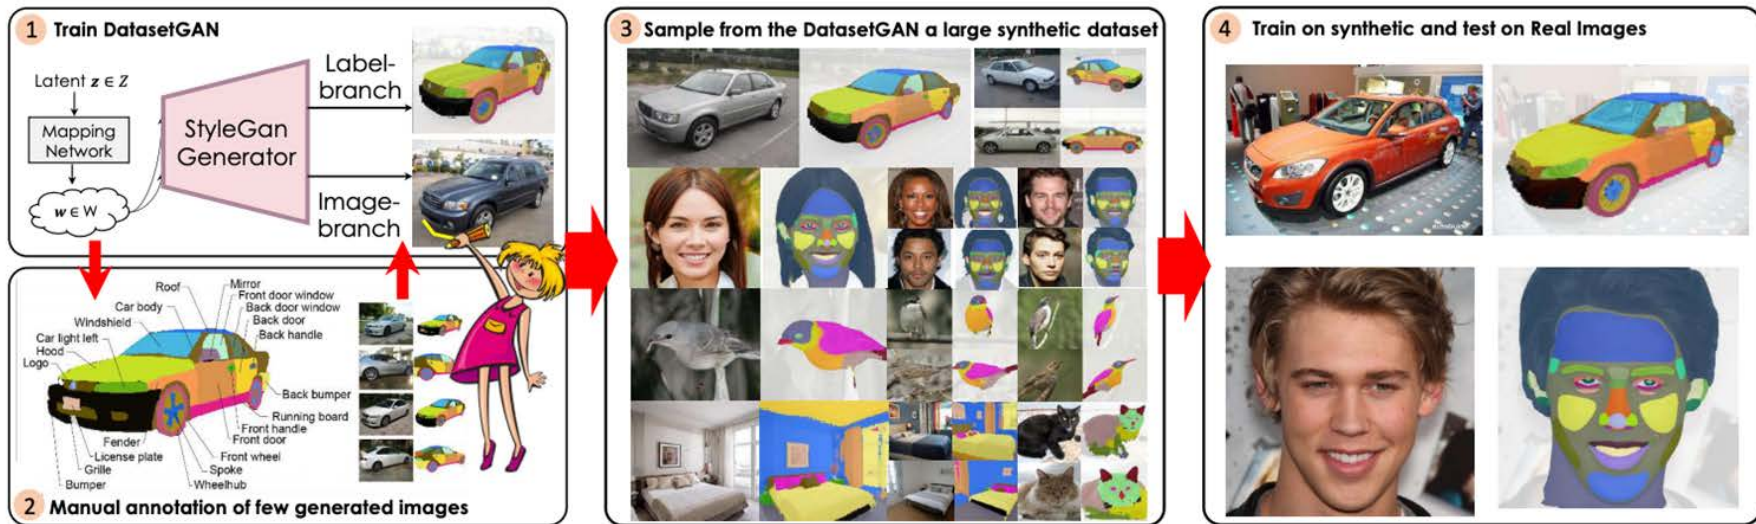 1 Train DatasetGAN
Latent z ∈ Z
Mapping
Network
w ∈ W
StyleGan
Generator
Label-
branch
Image-
branch
Roof
Mirror
Front door window
Car body
Back door window
Windshield
Back door
Car light left
Back handle
Hood
Logo
Back bumper
Running board
Front handle
Fender
Front door
License plate
Front wheel
Grille
Spoke
Bumper
Wheelhub
2 Manual annotation of few generated images
3 Sample from the DatasetGAN a large synthetic dataset
4 Train on synthetic and test on Real Images